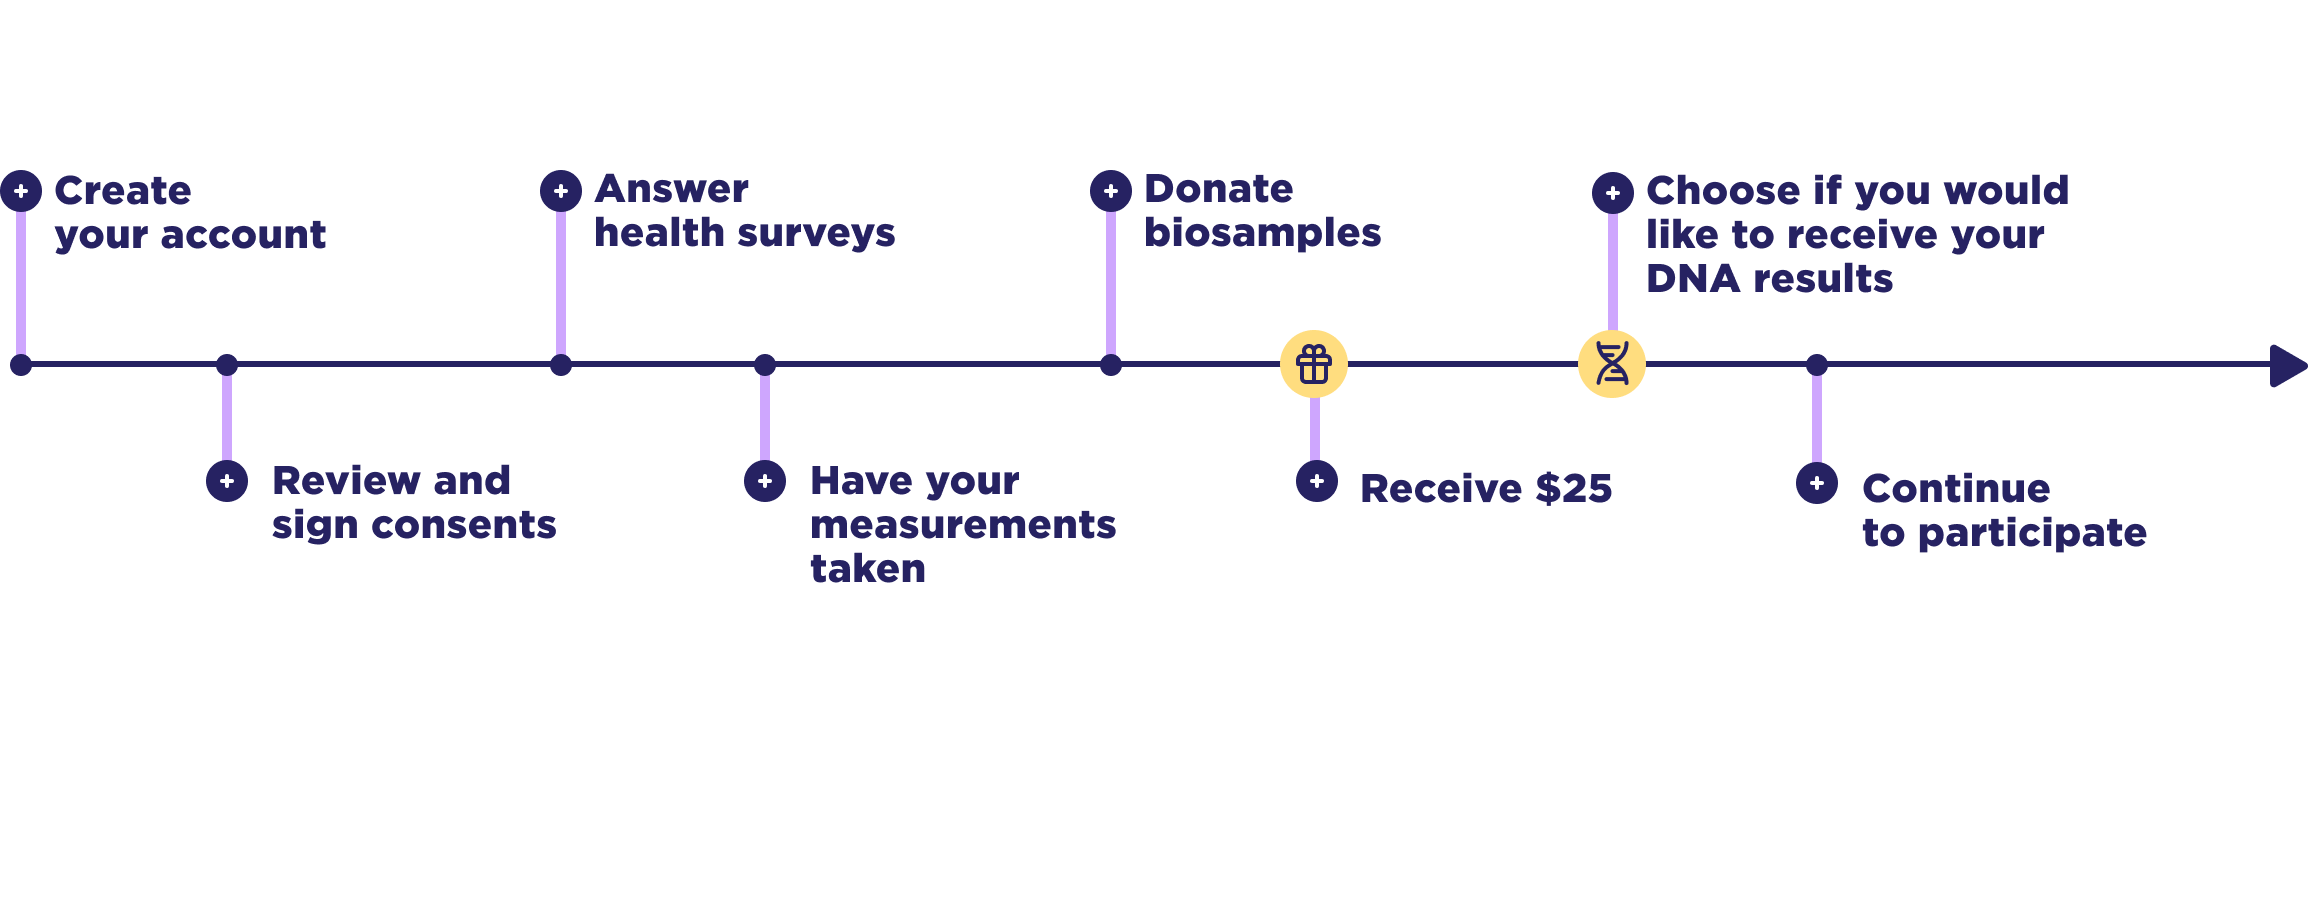 Create
your account
Review and
sign consents
Answer
health surveys
Have your
measurements
taken
Donate
biosamples
Receive $25
Choose if you would
like to receive your
DNA results
Continue
to participate